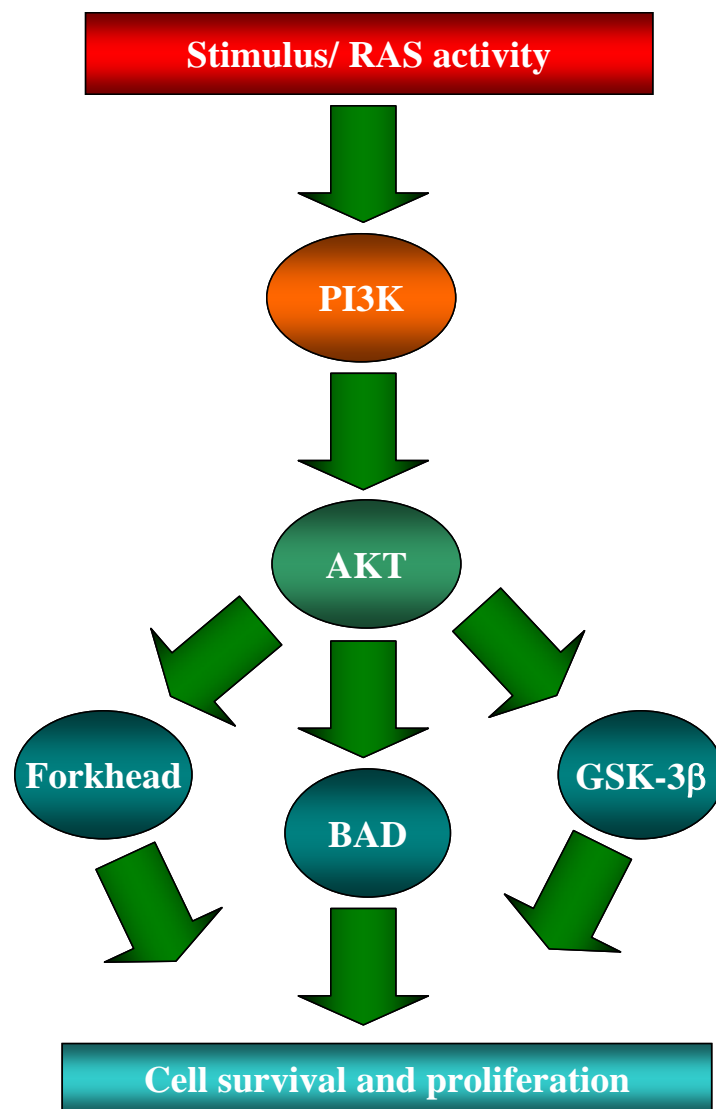 Stimulus/ RAS activity
PI3K
AKT
Forkhead
GSK-3β
BAD
Cell survival and proliferation